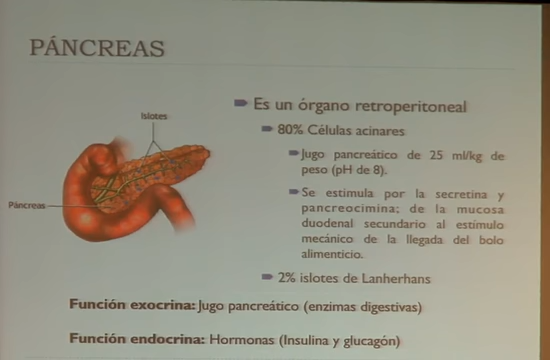 PÁNCREAS
Islotes
Páncreas
Es un órgano retroperitoneal
80% Células acinares
Jugo pancreático de 25 ml/kg de
peso (pH de 8).
Se estimula por la secretina y
pancreocimina; de la mucosa
duodenal secundario al estimulo
mecánico de la llegada del bolo
alimenticio.
2% islotes de Lanherhans
Función exocrina: Jugo pancreático (enzimas digestivas)
Función endocrina: Hormonas (Insulina y glucagón)